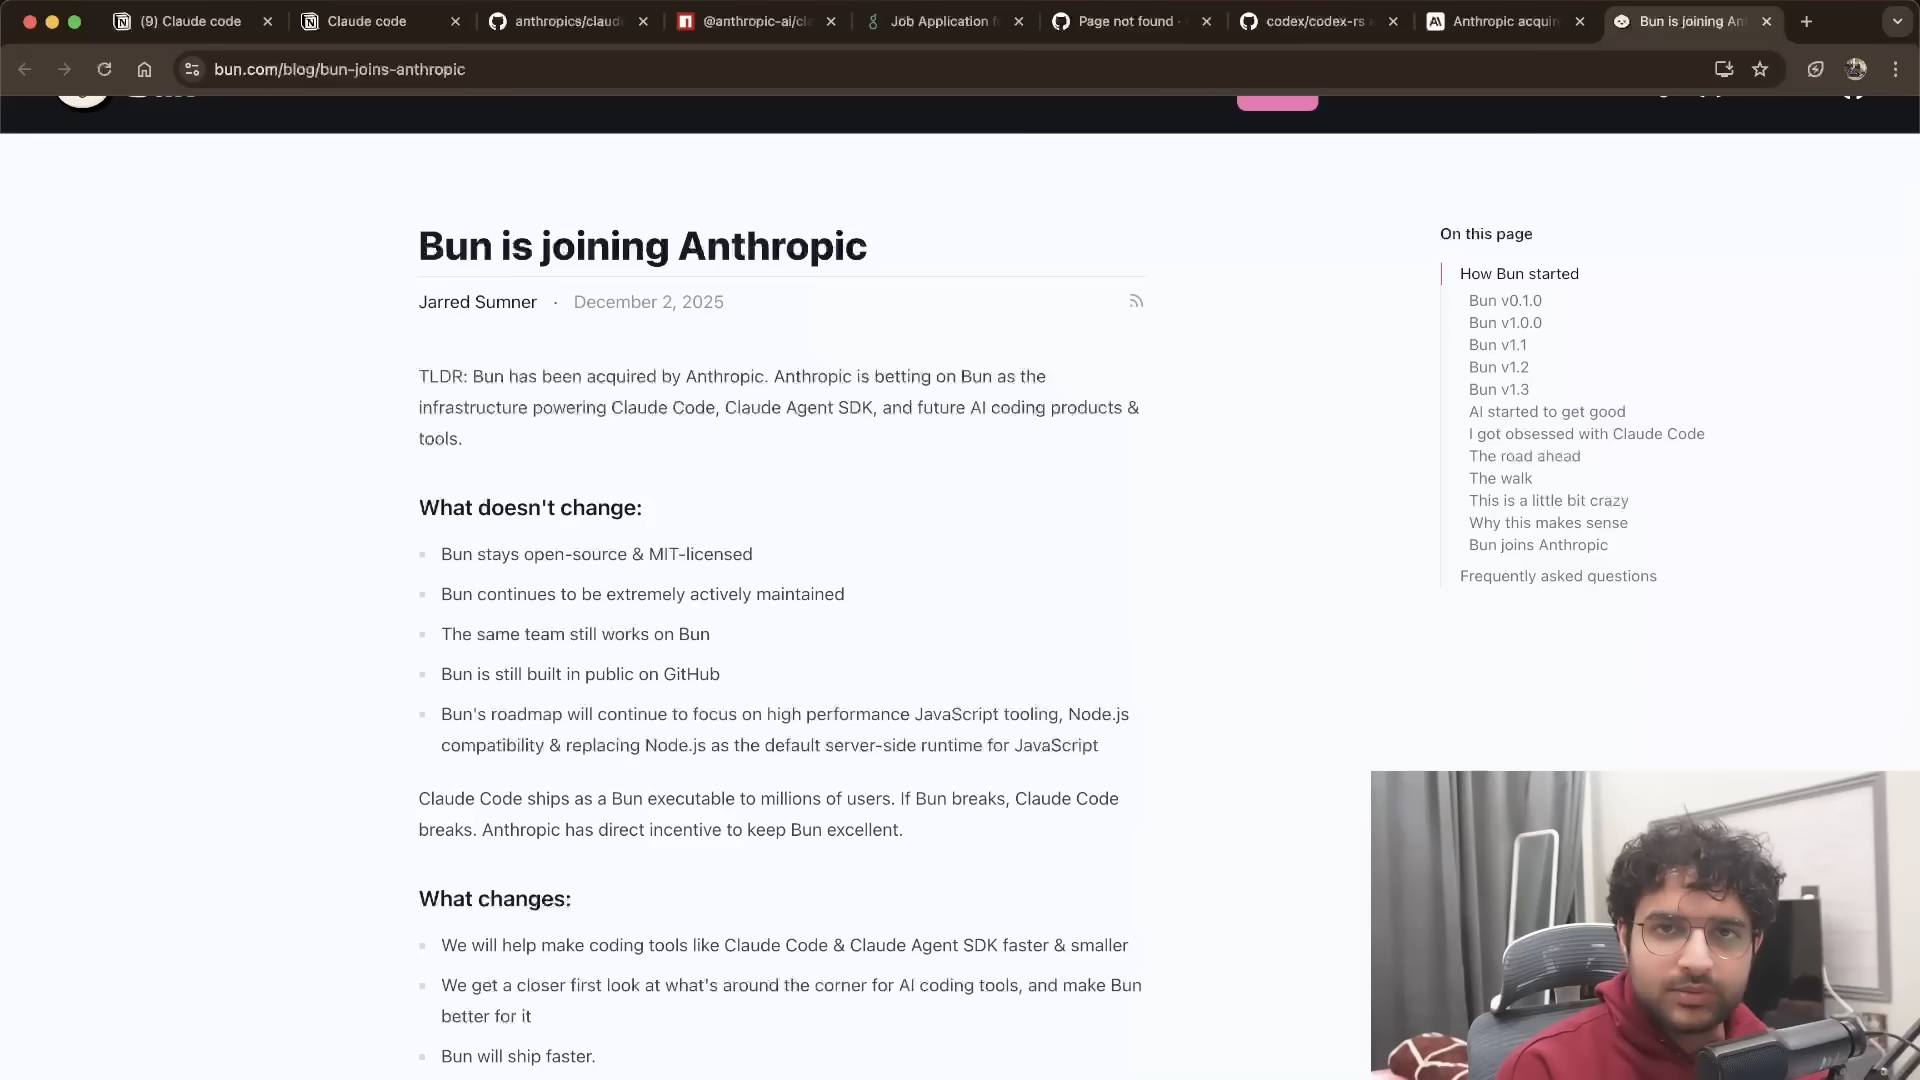 (9) Claude code
Claude code
anthropics/claud
@anthropic-ai/cl
Job Application f
Page not found ·
codex/codex-rs a
Anthropic acquir
Bun is joining Ant
bun.com/blog/bun-joins-anthropic
Bun is joining Anthropic
Jarred Sumner · December 2, 2025
TLDR: Bun has been acquired by Anthropic. Anthropic is betting on Bun as the
infrastructure powering Claude Code, Claude Agent SDK, and future AI coding products &
tools.
What doesn't change:
Bun stays open-source & MIT-licensed
Bun continues to be extremely actively maintained
The same team still works on Bun
Bun is still built in public on GitHub
Bun's roadmap will continue to focus on high performance JavaScript tooling, Node.js
compatibility & replacing Node.js as the default server-side runtime for JavaScript
Claude Code ships as a Bun executable to millions of users. If Bun breaks, Claude Code
breaks. Anthropic has direct incentive to keep Bun excellent.
What changes:
We will help make coding tools like Claude Code & Claude Agent SDK faster & smaller
We get a closer first look at what's around the corner for AI coding tools, and make Bun
better for it
Bun will ship faster.
On this page
How Bun started
Bun v0.1.0
Bun v1.0.0
Bun v1.1
Bun v1.2
Bun v1.3
AI started to get good
I got obsessed with Claude Code
The road ahead
The walk
This is a little bit crazy
Why this makes sense
Bun joins Anthropic
Frequently asked questions